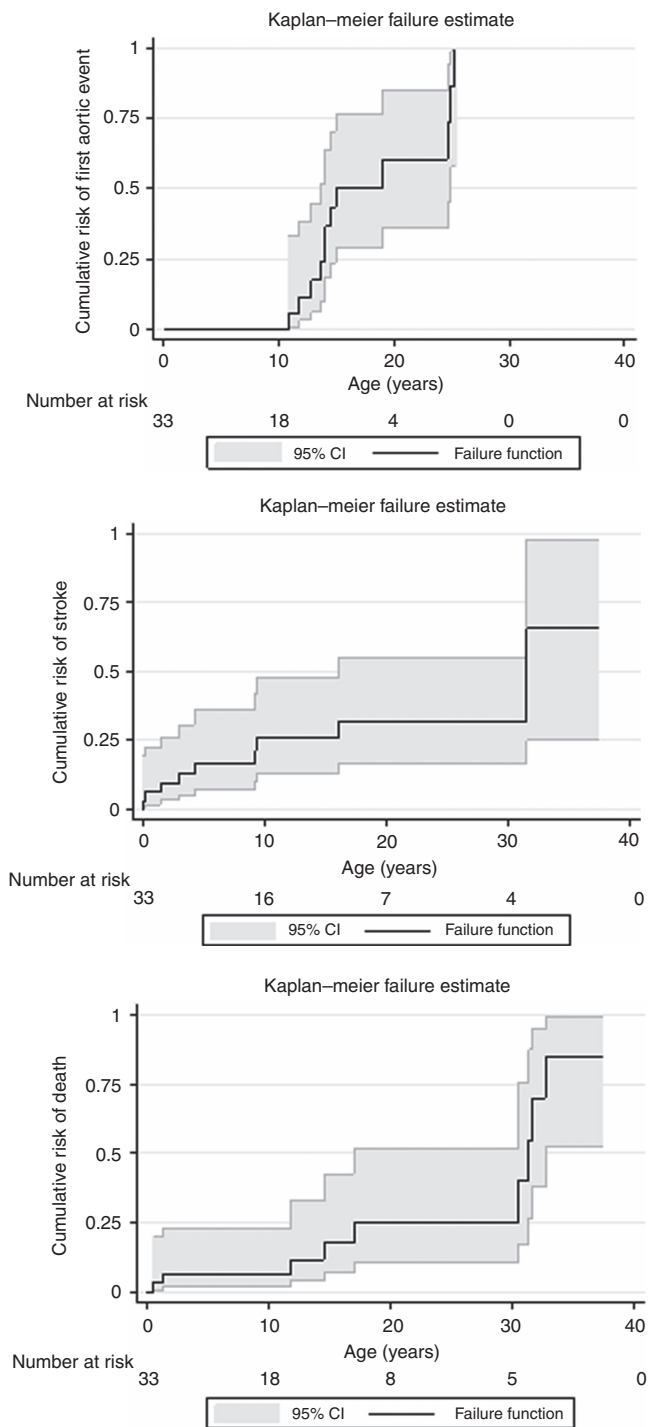 Kaplan–meier failure estimate
Cumulative risk of first aortic event
1
0.75
0.5
0.25
0
0 10 20 30 40
Age (years)
Number at risk
33 18 4 0 0
95% CI Failure function
Kaplan–meier failure estimate
Cumulative risk of stroke
1
0.75
0.5
0.25
0
0 10 20 30 40
Age (years)
Number at risk
33 16 7 4 0
95% CI Failure function
Kaplan–meier failure estimate
Cumulative risk of death
1
0.75
0.5
0.25
0
0 10 20 30 40
Age (years)
Number at risk
33 18 8 5 0
95% CI Failure function